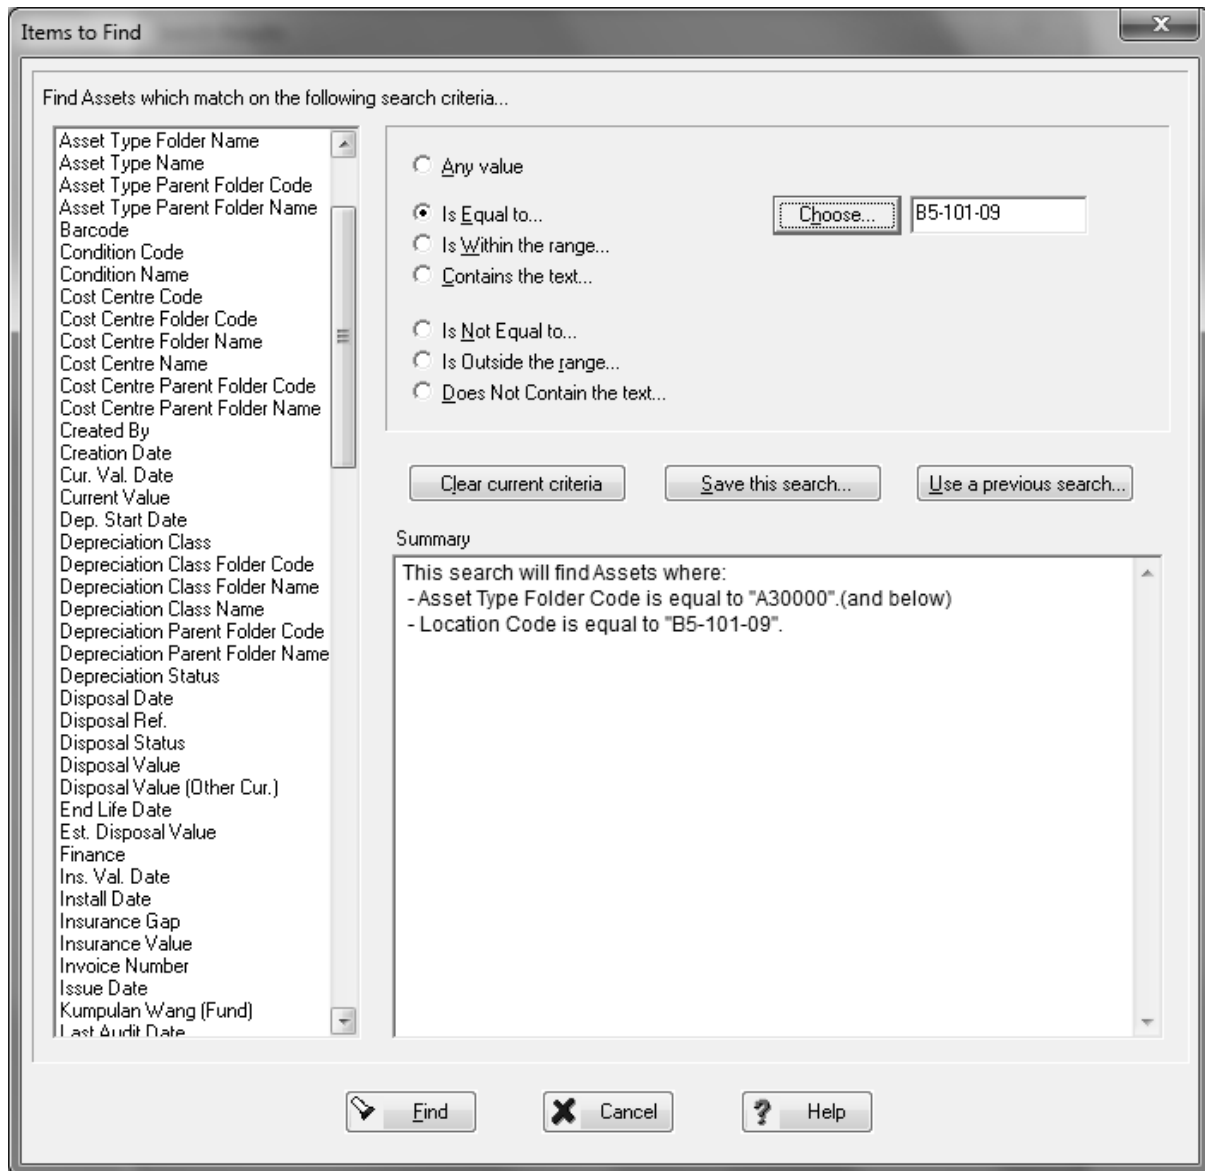 Items to Find
Find Assets which match on the following search criteria...
Asset Type Folder Name
Asset Type Name
Asset Type Parent Folder Code
Asset Type Parent Folder Name
Barcode
Condition Code
Condition Name
Cost Centre Code
Cost Centre Folder Code
Cost Centre Folder Name
Cost Centre Name
Cost Centre Parent Folder Code
Cost Centre Parent Folder Name
Created By
Creation Date
Cur. Val. Date
Current Value
Dep. Start Date
Depreciation Class
Depreciation Class Folder Code
Depreciation Class Folder Name
Depreciation Class Name
Depreciation Parent Folder Code
Depreciation Parent Folder Name
Depreciation Status
Disposal Date
Disposal Ref.
Disposal Status
Disposal Value
Disposal Value (Other Cur.)
End Life Date
Est. Disposal Value
Finance
Ins. Val. Date
Install Date
Insurance Gap
Insurance Value
Invoice Number
Issue Date
Kumpulan Wang (Fund)
Last Audit Date
Any value
Is Equal to...
Choose...
B5-101-09
Is Within the range...
Contains the text...
Is Not Equal to...
Is Outside the range...
Does Not Contain the text...
Clear current criteria
Save this search...
Use a previous search...
Summary
This search will find Assets where:
- Asset Type Folder Code is equal to "A30000".(and below)
- Location Code is equal to "B5-101-09".
Find
Cancel
Help